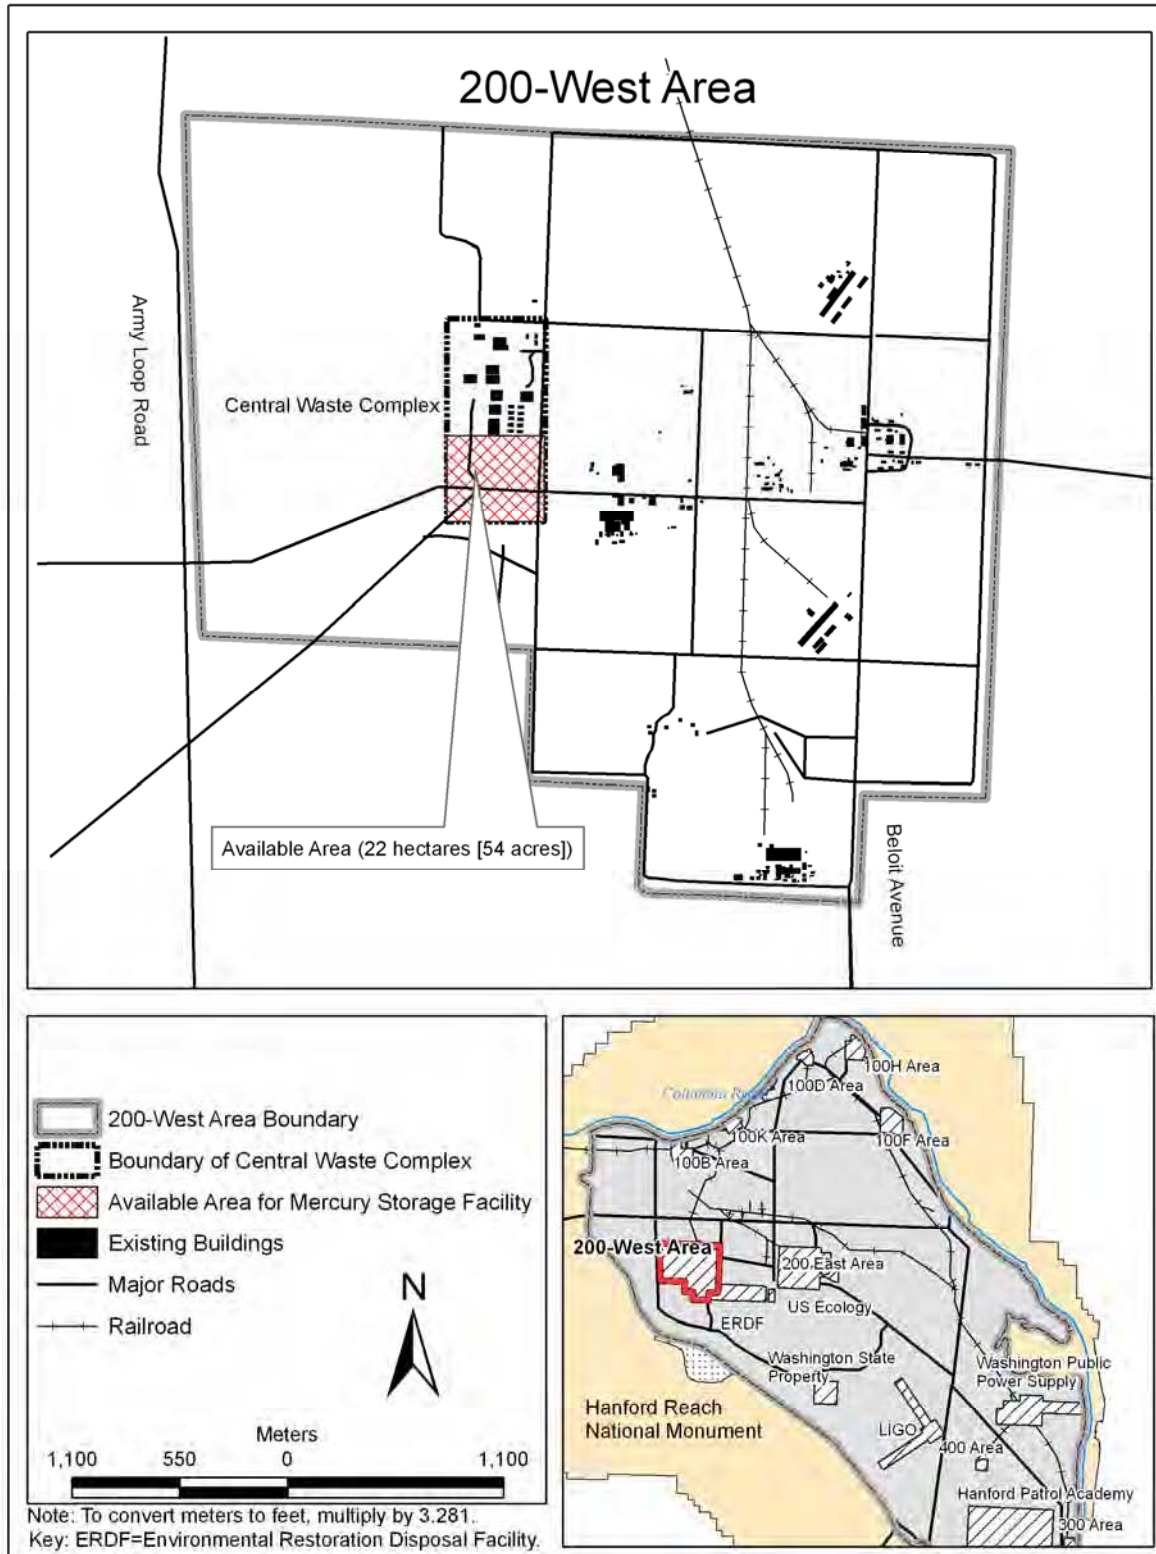 200-West Area
Army Loop Road
Central Waste Complex
Available Area (22 hectares [54 acres])
Beloit Avenue
200-West Area Boundary
Boundary of Central Waste Complex
Available Area for Mercury Storage Facility
Existing Buildings
Major Roads
Railroad
N
Meters
1,100 550 0 1,100
Note: To convert meters to feet, multiply by 3.281.
Key: ERDF=Environmental Restoration Disposal Facility.
100H Area
100D Area
Columbia River
100K Area
100F Area
100B Area
200-West Area
200 East Area
US Ecology
ERDF
Washington State
Property
Washington Public
Power Supply
Hanford Reach
National Monument
LIGO
400 Area
Hanford Patrol Academy
300 Area